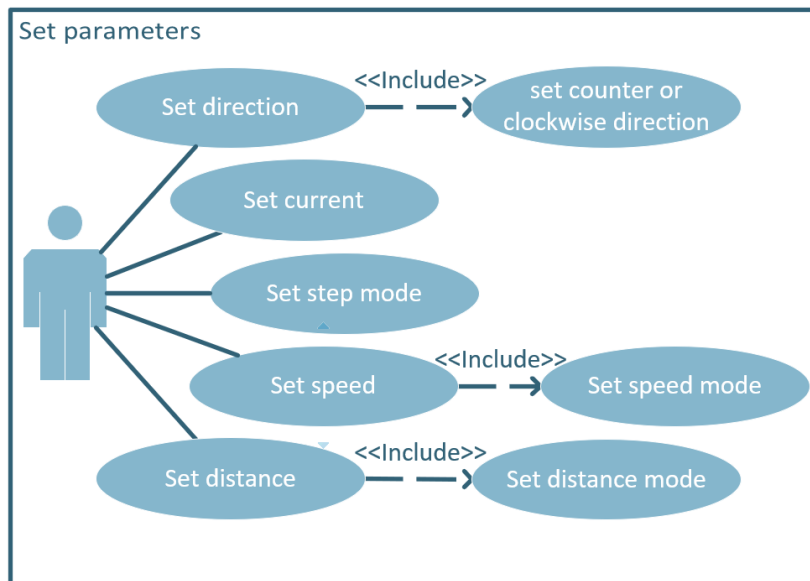 Set parameters
<<Include>>
Set direction
set counter or
clockwise direction
Set current
Set step mode
<<Include>>
Set speed
Set speed mode
<<Include>>
Set distance
Set distance mode